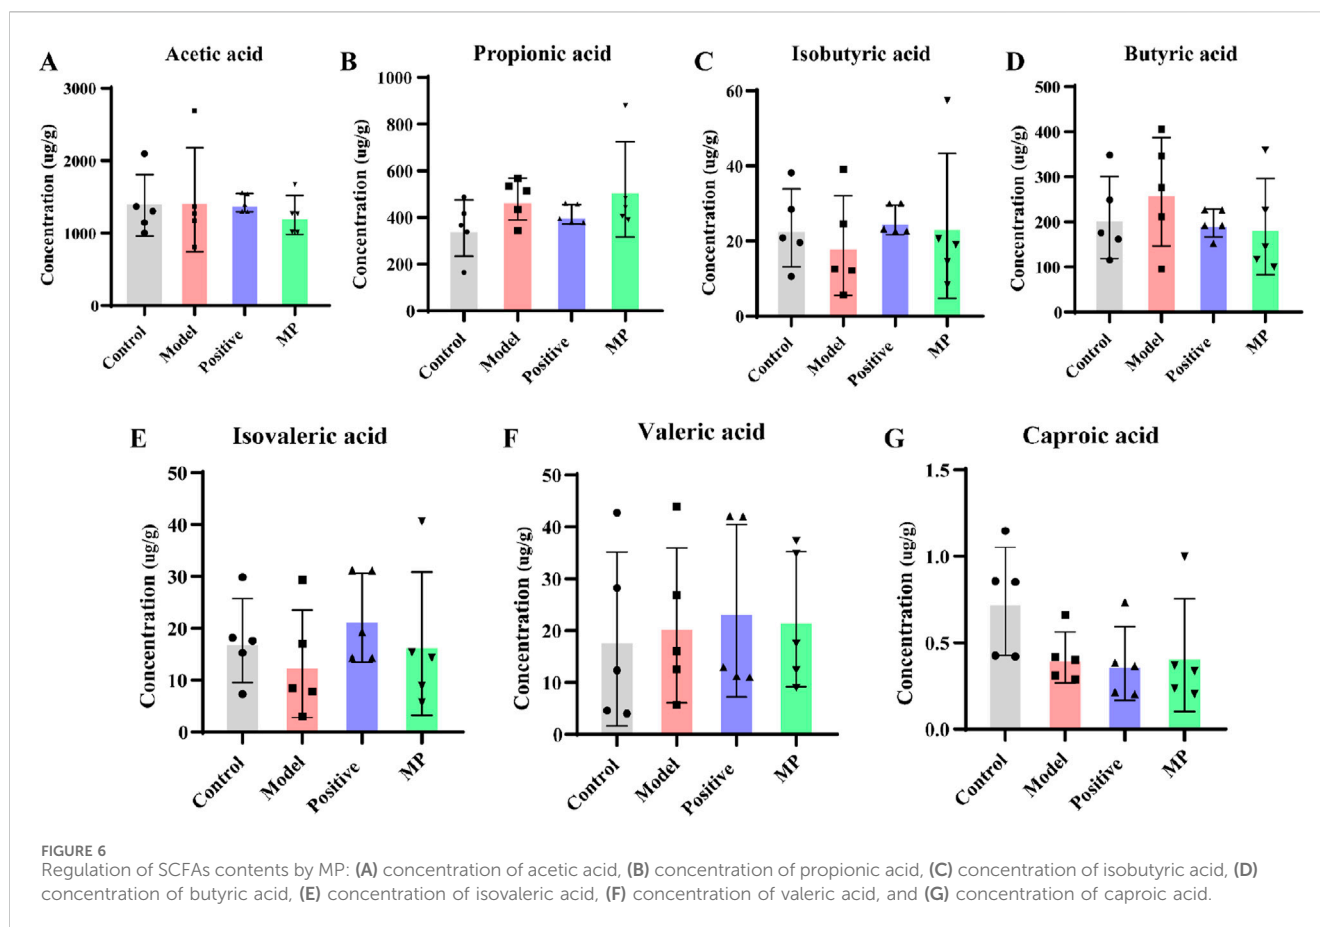 A
Acetic acid
Concentration (ug/g)
3000
2000
1000
0
Control
Model
Positive
MP
B
Propionic acid
Concentration (ug/g)
1000
800
600
400
200
0
Control
Model
Positive
MP
C
Isobutyric acid
Concentration (ug/g)
60
40
20
0
Control
Model
Positive
MP
D
Butyric acid
Concentration (ug/g)
500
400
300
200
100
0
Control
Model
Positive
MP
E
Isovaleric acid
Concentration (ug/g)
50
40
30
20
10
0
Control
Model
Positive
MP
F
Valeric acid
Concentration (ug/g)
50
40
30
20
10
0
Control
Model
Positive
MP
G
Caproic acid
Concentration (ug/g)
1.5
1.0
0.5
0.0
Control
Model
Positive
MP
FIGURE 6
Regulation of SCFAs contents by MP: (A) concentration of acetic acid, (B) concentration of propionic acid, (C) concentration of isobutyric acid, (D)
concentration of butyric acid, (E) concentration of isovaleric acid, (F) concentration of valeric acid, and (G) concentration of caproic acid.